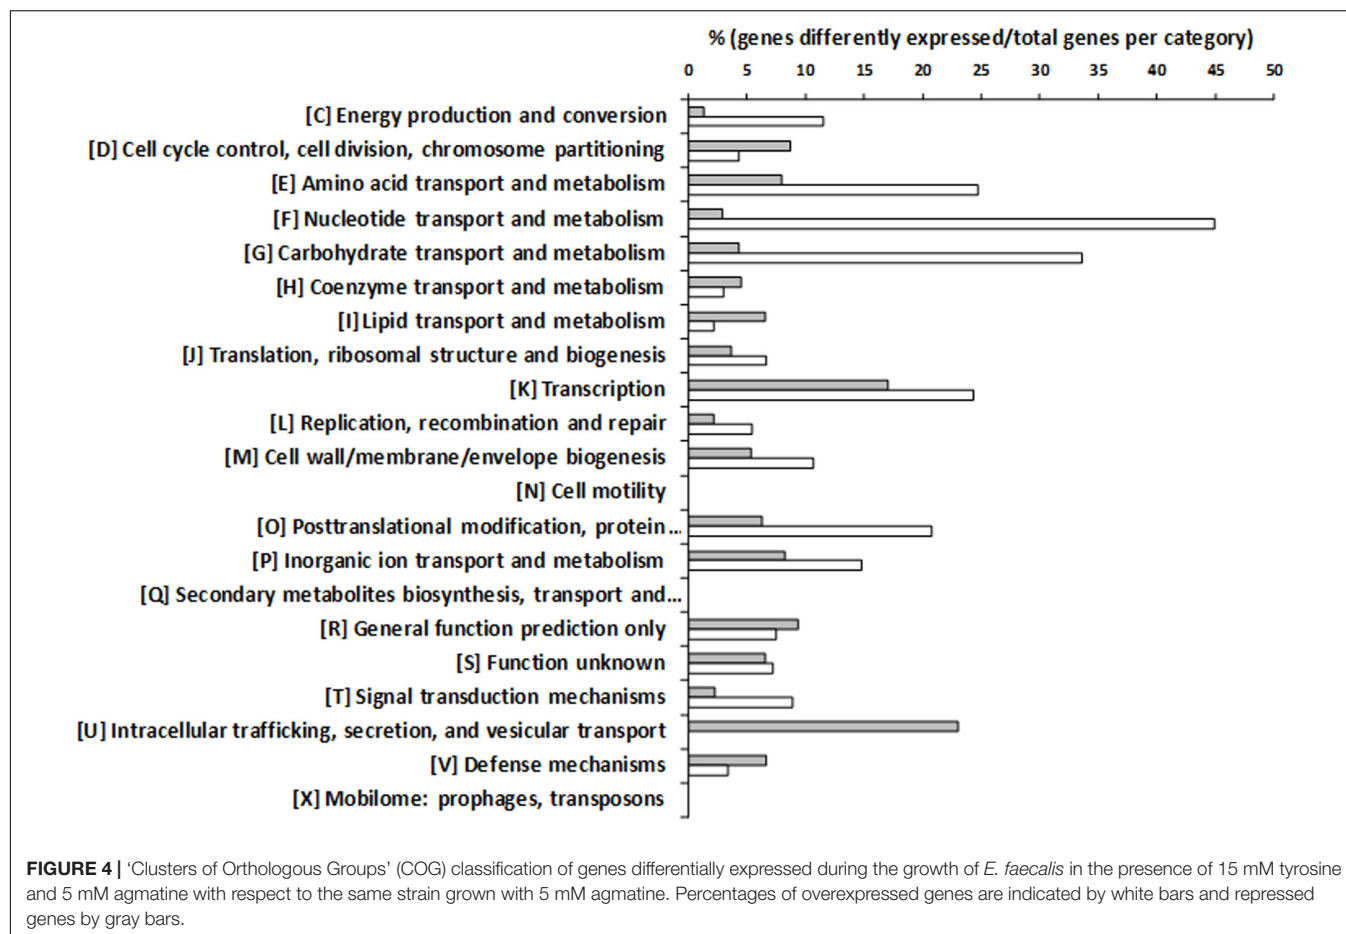 % (genes differently expressed/total genes per category)
0 5 10 15 20 25 30 35 40 45 50
[C] Energy production and conversion
[D] Cell cycle control, cell division, chromosome partitioning
[E] Amino acid transport and metabolism
[F] Nucleotide transport and metabolism
[G] Carbohydrate transport and metabolism
[H] Coenzyme transport and metabolism
[I] Lipid transport and metabolism
[J] Translation, ribosomal structure and biogenesis
[K] Transcription
[L] Replication, recombination and repair
[M] Cell wall/membrane/envelope biogenesis
[N] Cell motility
[O] Posttranslational modification, protein...
[P] Inorganic ion transport and metabolism
[Q] Secondary metabolites biosynthesis, transport and...
[R] General function prediction only
[S] Function unknown
[T] Signal transduction mechanisms
[U] Intracellular trafficking, secretion, and vesicular transport
[V] Defense mechanisms
[X] Mobilome: prophages, transposons
FIGURE 4 | 'Clusters of Orthologous Groups' (COG) classification of genes differentially expressed during the growth of E. faecalis in the presence of 15 mM tyrosine
and 5 mM agmatine with respect to the same strain grown with 5 mM agmatine. Percentages of overexpressed genes are indicated by white bars and repressed
genes by gray bars.